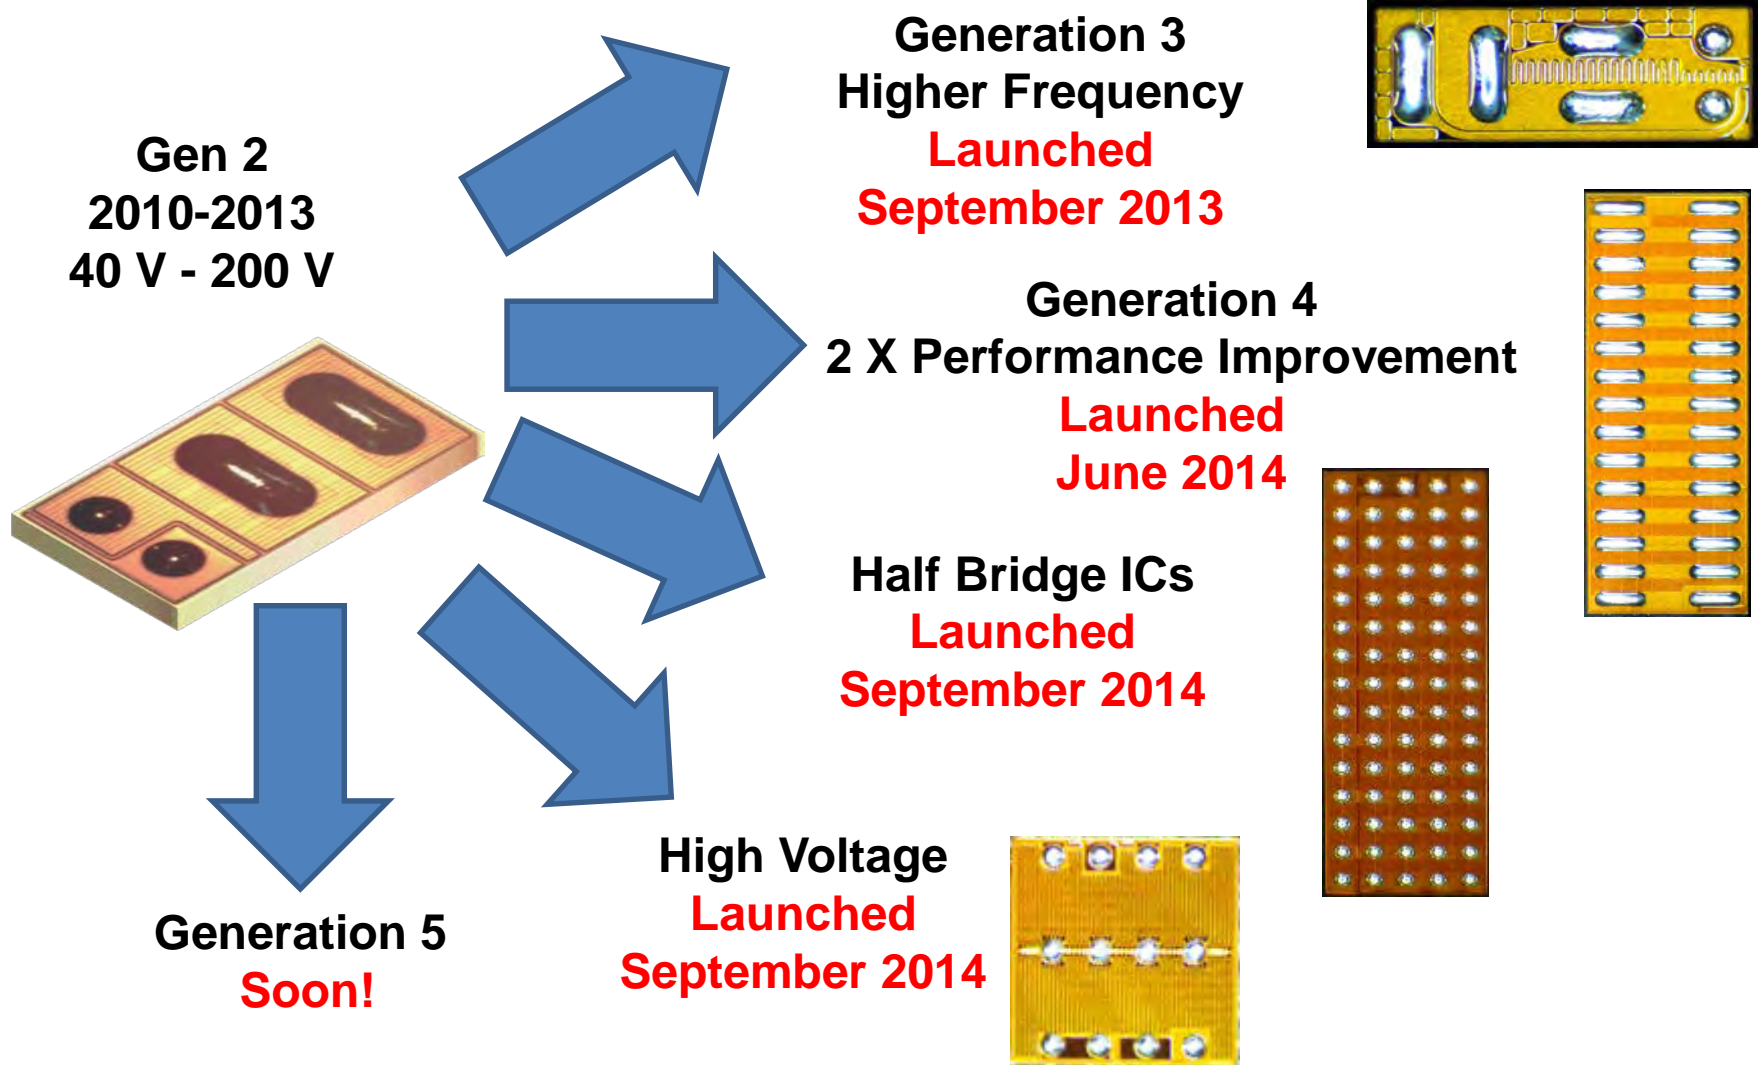 Gen 2
2010-2013
40 V - 200 V
Generation 3
Higher Frequency
Launched
September 2013
Generation 4
2 X Performance Improvement
Launched
June 2014
Half Bridge ICs
Launched
September 2014
High Voltage
Launched
September 2014
Generation 5
Soon!